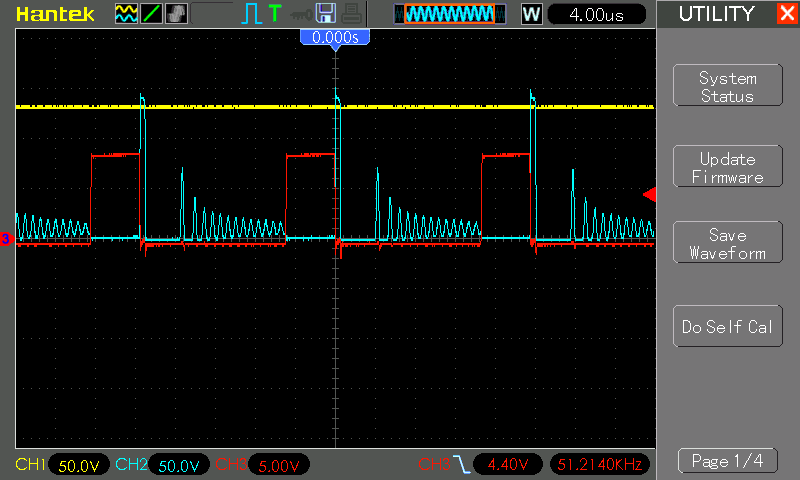 Hantek T W 4.00us UTILITY
0.000s
System
Status
Update
Firmware
3
Save
Waveform
Do Self Cal
CH1 50.0V CH2 50.0V CH3 5.00V CH3 4.40V 51.2140KHz
Page 1/4